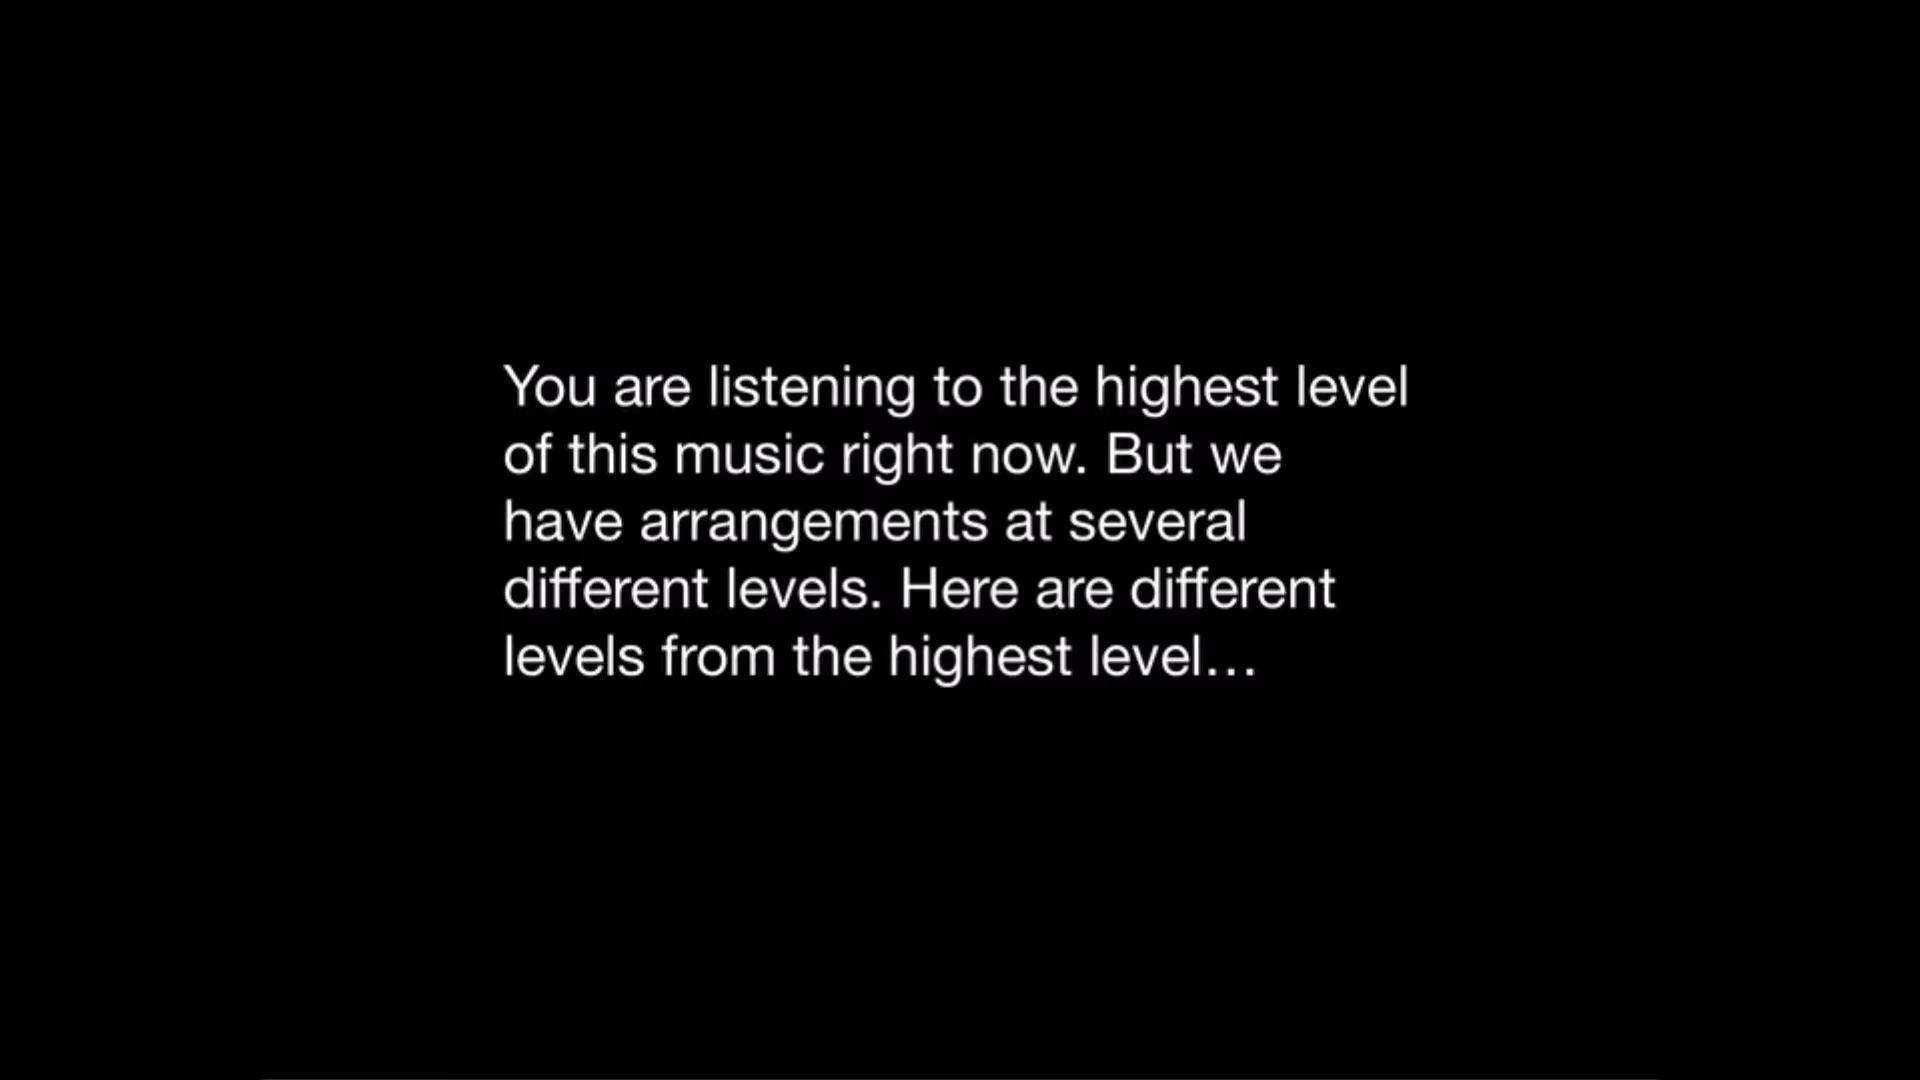 You are listening to the highest level
of this music right now. But we
have arrangements at several
different levels. Here are different
levels from the highest level…